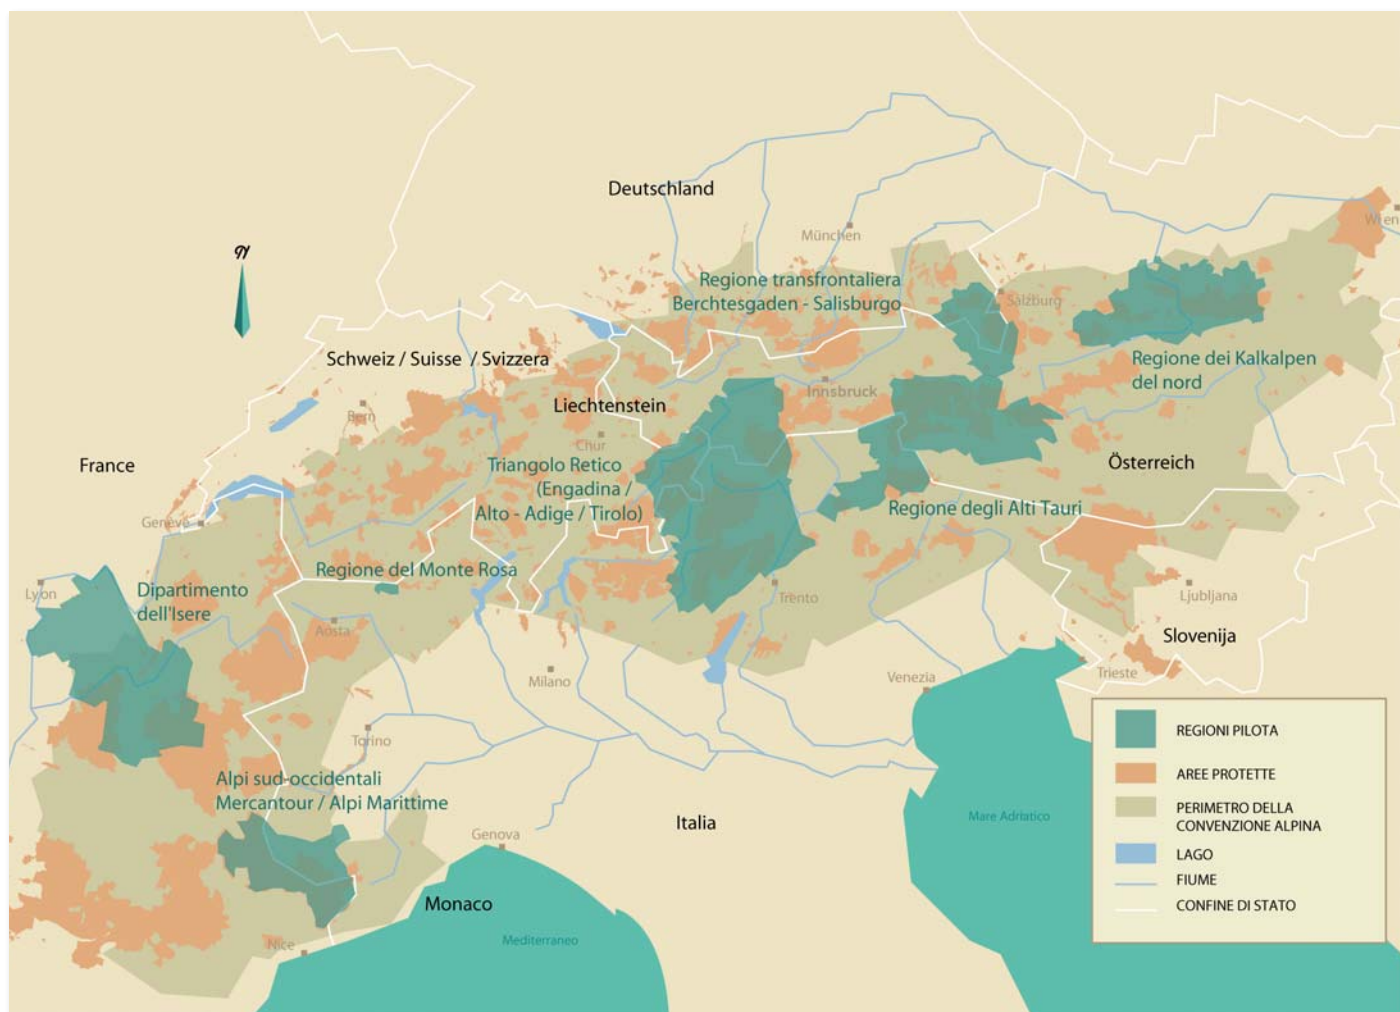 Deutschland
München
Wien
Regione transfrontaliera
Berchtesgaden - Salisburgo
Salzburg
Schweiz / Suisse / Svizzera
Regione dei Kalkalpen
del nord
Innsbruck
Liechtenstein
Bern
Chur
France
Triangolo Retico
(Engadina /
Alto - Adige / Tirolo)
Österreich
Regione degli Alti Tauri
Genève
Regione del Monte Rosa
Lyon
Dipartimento
dell'Isere
Trento
Ljubljana
Aosta
Slovenija
Milano
Venezia
Trieste
Torino
Alpi sud-occidentali
Mercantour / Alpi Marittime
Genova
Italia
Mare Adriatico
Monaco
Mediterraneo
Nice
REGIONI PILOTA
AREE PROTETTE
PERIMETRO DELLA
CONVENZIONE ALPINA
LAGO
FIUME
CONFINE DI STATO